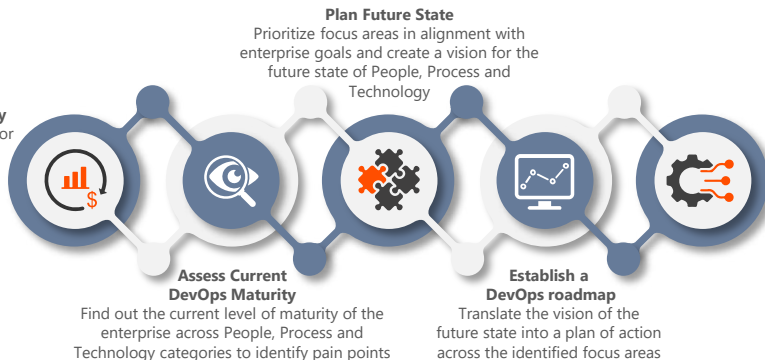 Plan Future State
Prioritize focus areas in alignment with
enterprise goals and create a vision for the
future state of People, Process and
Technology
y
or
$
Assess Current
DevOps Maturity
Find out the current level of maturity of the
enterprise across People, Process and
Technology categories to identify pain points
Establish a
DevOps roadmap
Translate the vision of the
future state into a plan of action
across the identified focus areas